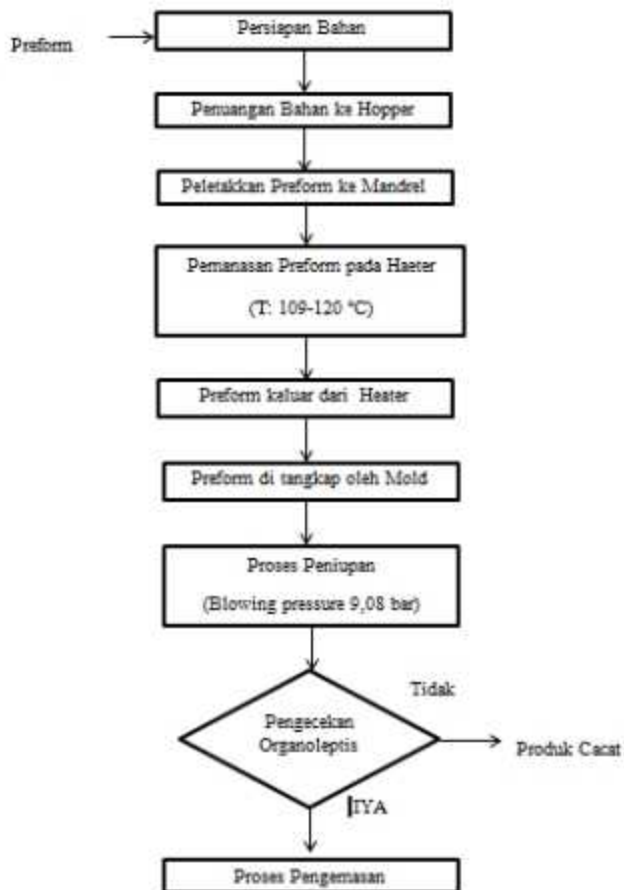 Preform
Persiapan Bahan
Penuangan Bahan ke Hopper
Peletakkan Preform ke Mandrel
Pemanasan Preform pada Haeter
(T: 109-120 °C)
Preform keluar dari Heater
Preform di tangkap oleh Mold
Proses Peniupan
(Blowing pressure 9,08 bar)
Tidak
Pengecekan
Organoleptis
Produk Cacat
IYA
Proses Pengemasan